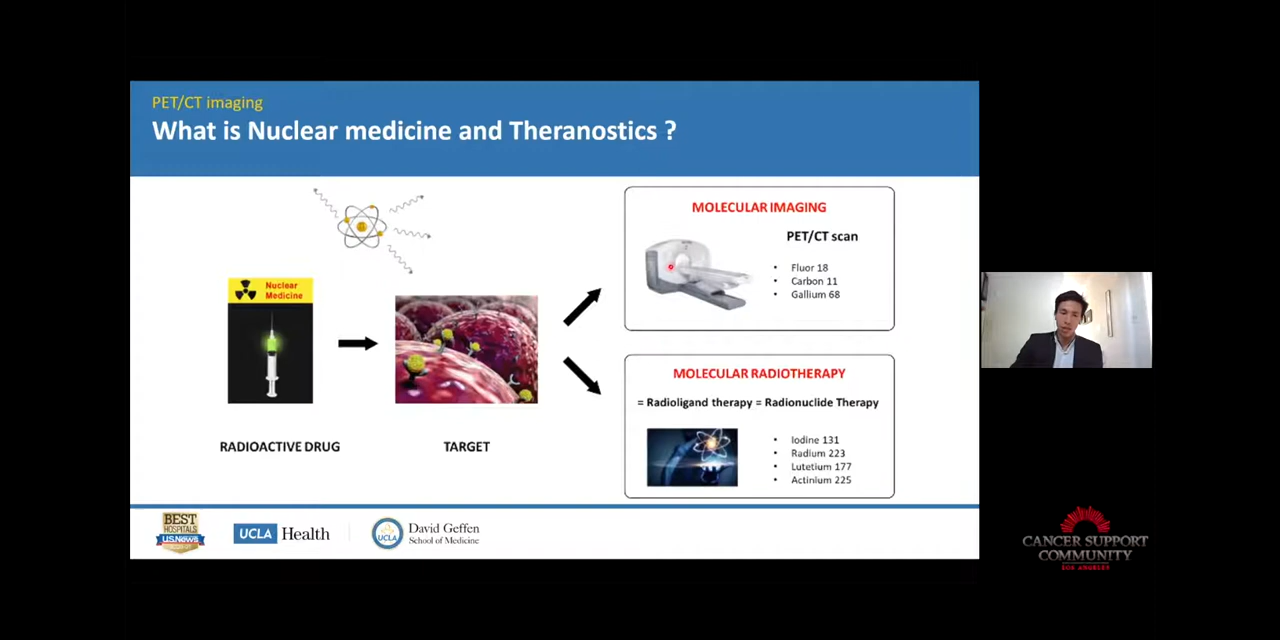 PET/CT imaging
What is Nuclear medicine and Theranostics ?
Nuclear
Medicine
RADIOACTIVE DRUG
TARGET
MOLECULAR IMAGING
PET/CT scan
• Fluor 18
• Carbon 11
• Gallium 68
MOLECULAR RADIOTHERAPY
= Radioligand therapy = Radionuclide Therapy
• Iodine 131
• Radium 223
• Lutetium 177
• Actinium 225
BEST
HOSPITALS
U.S.News
UCLA Health
UCLA
David Geffen
School of Medicine
CANCER SUPPORT
COMMUNITY
LOS ANGELES